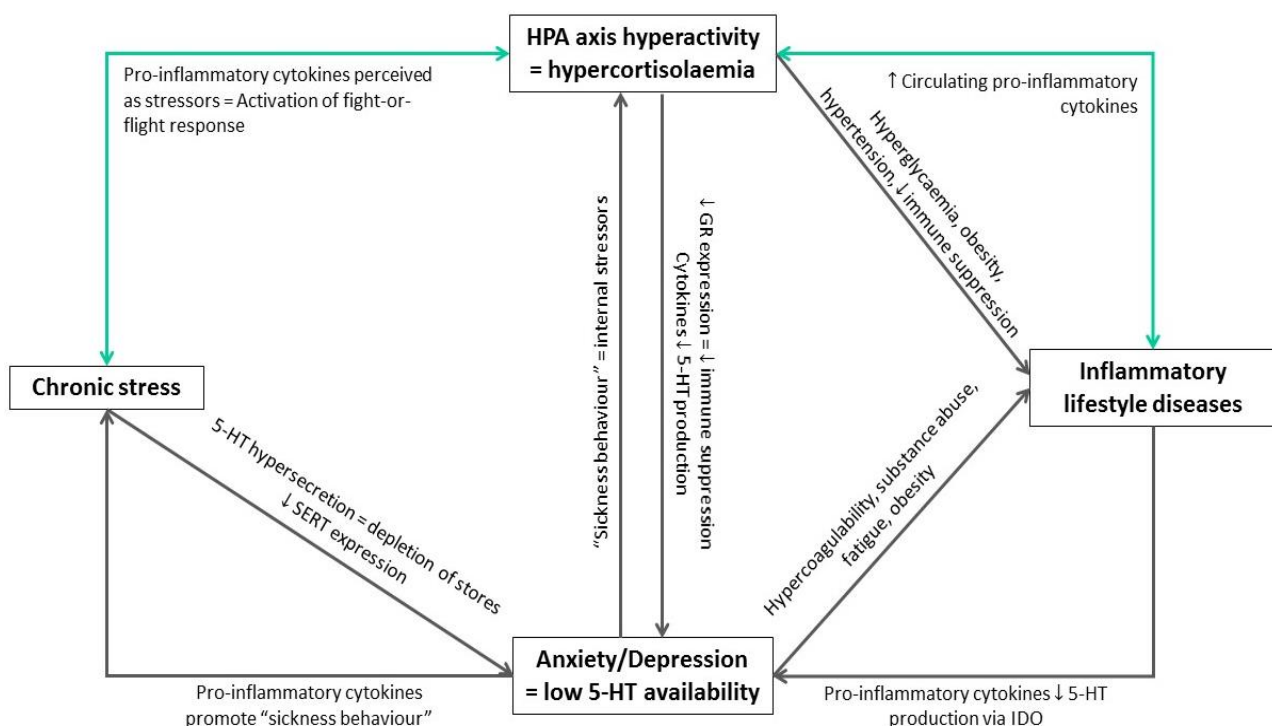 HPA axis hyperactivity
= hypercortisolaemia
Pro-inflammatory cytokines perceived
as stressors = Activation of fight-or-
flight response
↑ Circulating pro-inflammatory
cytokines
Hyperglycaemia, obesity,
hypertension, ↓ immune suppression
"Sickness behaviour" = internal stressors
↓ GR expression = ↓ immune suppression
Cytokines ↓ 5-HT production
Chronic stress
Inflammatory
lifestyle diseases
5-HT hypersecretion = depletion of stores
↓ SERT expression
Hypercoagulability, substance abuse,
fatigue, obesity
Anxiety/Depression
= low 5-HT availability
Pro-inflammatory cytokines
promote "sickness behaviour"
Pro-inflammatory cytokines ↓ 5-HT
production via IDO